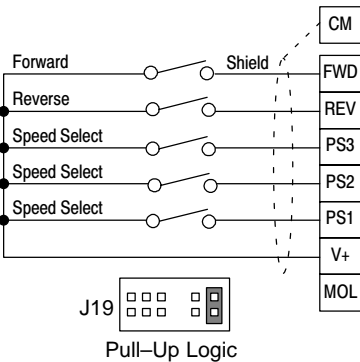 CM
Forward Shield FWD
Reverse REV
Speed Select PS3
Speed Select PS2
Speed Select PS1
V+
MOL
J19
Pull–Up Logic